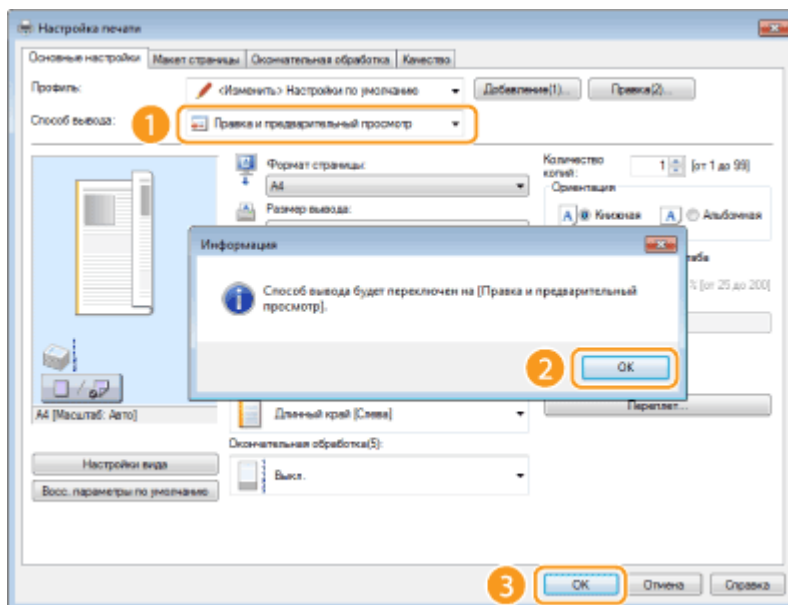 Настройка печати
Основные настройки Макет страницы Окончательная обработка Качество
Профиль: <Изменить> Настройки по умолчанию Добавление(1)... Правка(2)...
Способ вывода: 1 Правка и предварительный просмотр
Формат страницы: Количество копий: 1 [от 1 до 99]
A4 Ориентация
Размер вывода: A Книжная A Альбомная
Информация
Способ вывода будет переключен на [Правка и предварительный
просмотр].
% [от 25 до 200]
2 OK
A4 [Масштаб: Авто] Длинный край [Слева] Переплет...
Окончательная обработка(5):
Настройки вида Выкл.
Восс. параметры по умолчанию
3 OK Отмена Справка